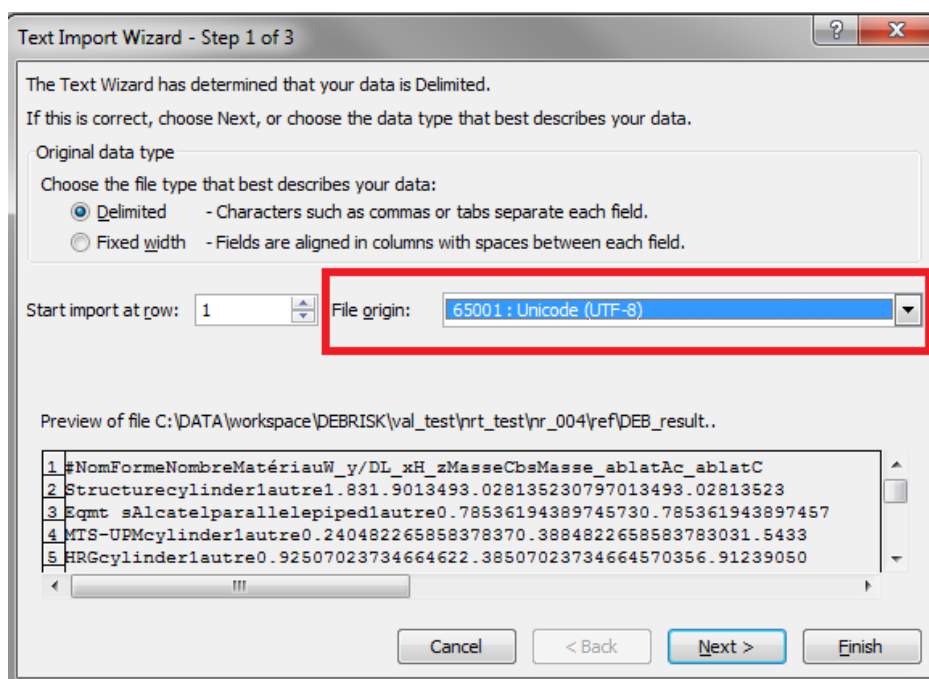 Text Import Wizard - Step 1 of 3
The Text Wizard has determined that your data is Delimited.
If this is correct, choose Next, or choose the data type that best describes your data.
Original data type
Choose the file type that best describes your data:
Delimited - Characters such as commas or tabs separate each field.
Fixed width - Fields are aligned in columns with spaces between each field.
Start import at row: 1 File origin: 65001 : Unicode (UTF-8)
Preview of file C:\DATA\workspace\DEBRISK\val_test\nrt_test\nr_004\ref\DEB_result..
1 #NomFormeNombreMatériauW_y/DL_xH_zMasseCbsMasse_ablatAc_ablatC
2 Structurecylinder1autre1.831.9013493.028135230797013493.02813523
3 Eqmt sAlcatelparallelepiped1autre0.78536194389745730.785361943897457
4 MTS-UPMcylinder1autre0.240482265858378370.3884822658583783031.5433
5 HRGcylinder1autre0.92507023734664622.38507023734664570356.91239050
Cancel < Back Next > Finish